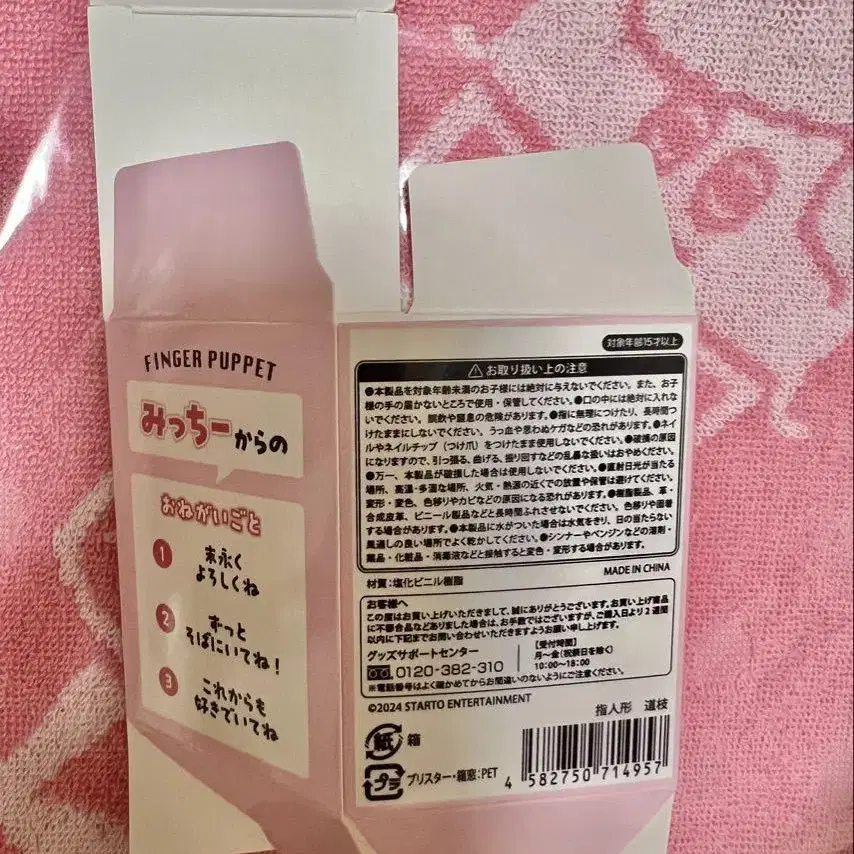 FINGER PUPPET
みっちーからの
おねがいごと
1 末永く
よろしくね
2 ずっと
そばにいてね!
3 これからも
好きでいてね
対象年齢15才以上
⚠お取り扱い上の注意
●本製品を対象年齢未満のお子様には絶対に与えないでください。また、お子
様の手の届かないところで使用・保管してください。●口の中には絶対に入れな
いでください。誤飲や窒息の危険があります。●指に無理につけたり、長時間つ
けたままにしないでください。うっ血や思わぬケガなどの恐れがあります。●ネイ
ルやネイルチップ(つけ爪)をつけたまま使用しないでください。●破損の原因
になりますので、引っ張る、曲げる、振り回すなどの乱暴な扱いはおやめください。
●万一、本製品が破損した場合は使用しないでください。●直射日光が当たる
場所、高温・多湿な場所、火気・熱源の近くでの放置や保管は避けてください。
変形・変色、色移りやカビなどの原因になる恐れがあります。●樹脂製品、革・
合成皮革、ビニール製品などと長時間ふれさせないでください。色移りや固着
する場合があります。●本製品に水がついた場合は水気をきり、日の当たらない
風通しの良い場所でよく乾かしてください。●シンナーやベンジンなどの溶剤・
薬品・化粧品・消毒液などと接触すると変色・変形する場合があります。
材質:塩化ビニル樹脂
MADE IN CHINA
お客様へ
この度はお買い上げいただきまして、誠にありがとうございます。お買い上げ商品
に不都合品などありました場合は、お手数ではございますが、ご購入日より2週間
以内に下記までお問い合わせいただきますようお願い申し上げます。
グッズサポートセンター
0120-382-310
【受付時間】
月～金(祝祭日を除く)
10:00～18:00
※電話番号はよく確かめてからお間違いのないようにご注意ください。
©2024 STARTO ENTERTAINMENT
指人形 道枝
紙 箱
プラ ブリスター・箱窓:PET
4 582750 714957